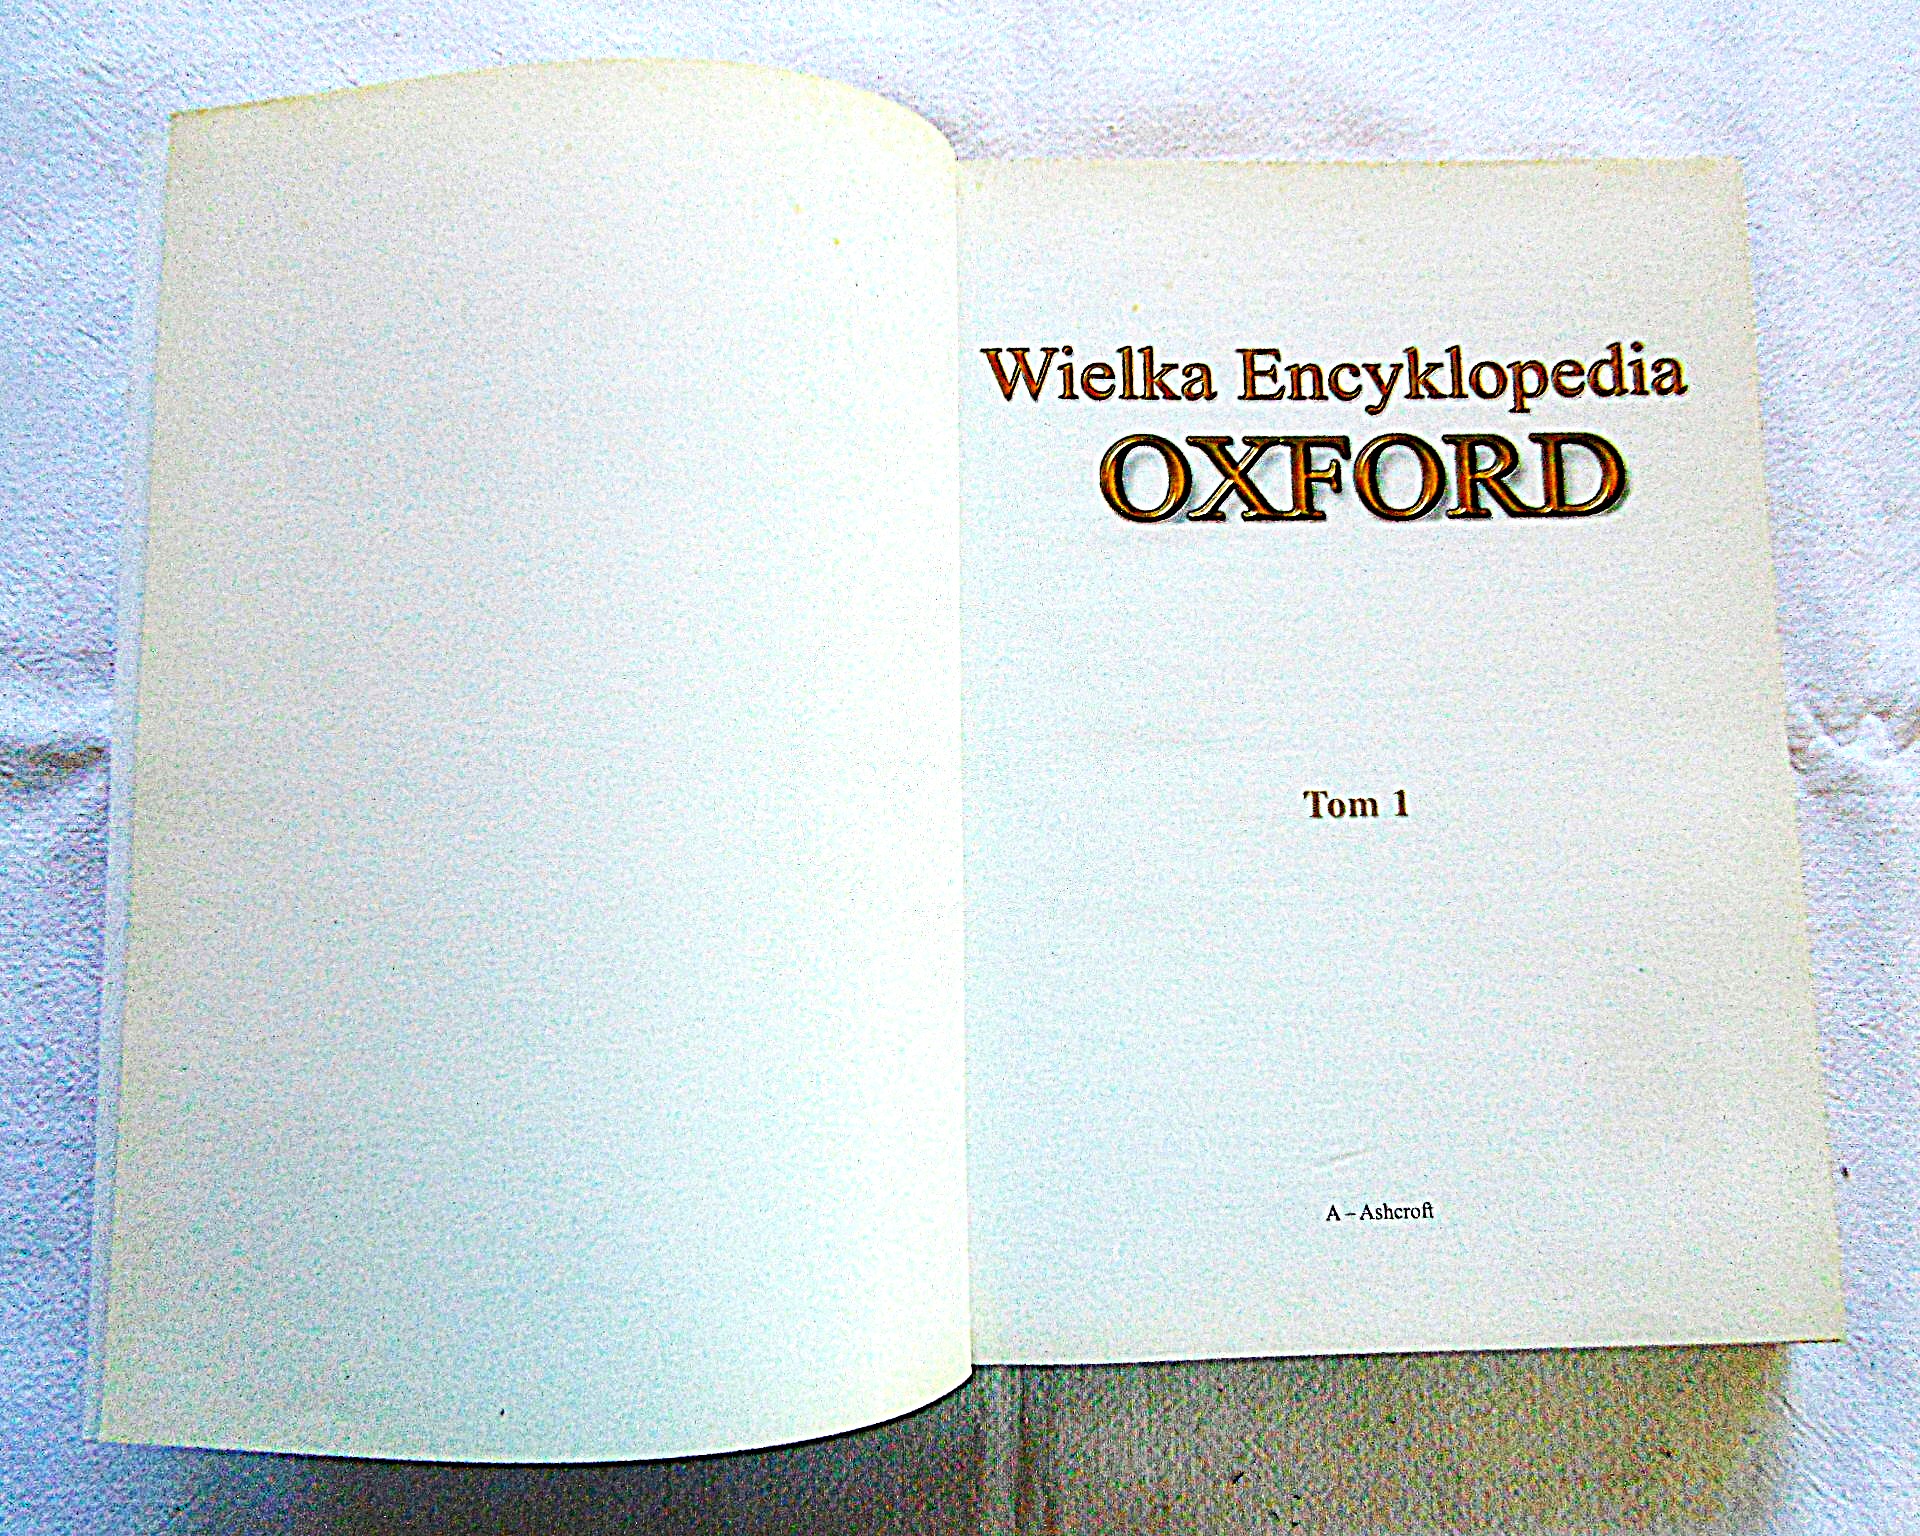 Wielka Encyklopedia
OXFORD
Tom 1
A – Ashcroft